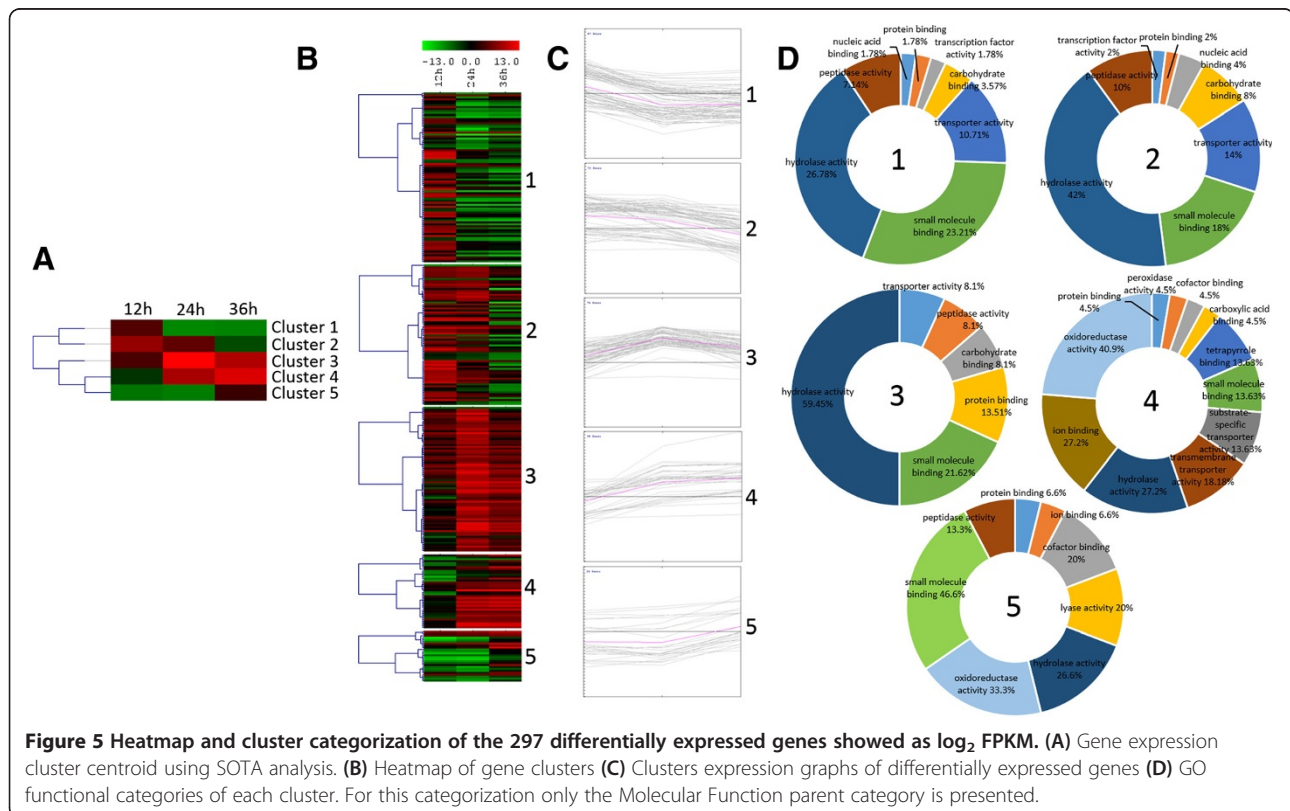 A
12h 24h 36h
Cluster 1
Cluster 2
Cluster 3
Cluster 4
Cluster 5
B
-13.0 0.0 13.0
12h 24h 36h
1
2
3
4
5
C
1
2
3
4
5
D
protein binding
1.78%
nucleic acid
binding 1.78%
transcription factor
activity 1.78%
peptidase activity
7.14%
carbohydrate
binding 3.57%
transporter activity
10.71%
hydrolase activity
26.78%
small molecule
binding 23.21%
1
protein binding 2%
transcription factor
activity 2%
nucleic acid
binding 4%
peptidase activity
10%
carbohydrate
binding 8%
transporter activity
14%
hydrolase activity
42%
small molecule
binding 18%
2
transporter activity 8.1%
peptidase activity
8.1%
carbohydrate
binding 8.1%
protein binding
13.51%
hydrolase activity
59.45%
small molecule
binding 21.62%
3
peroxidase
activity 4.5%
cofactor binding
4.5%
protein binding
4.5%
carboxylic acid
binding 4.5%
oxidoreductase
activity 40.9%
tetrapyrrole
binding 13.63%
small molecule
binding 13.63%
substrate-
specific
transporter
activity 13.63%
ion binding
27.2%
transmembrane
transporter
activity 18.18%
hydrolase
activity 27.2%
4
protein binding 6.6%
ion binding 6.6%
peptidase activity
13.3%
cofactor binding
20%
small molecule
binding 46.6%
lyase activity 20%
hydrolase activity
26.6%
oxidoreductase
activity 33.3%
5
Figure 5 Heatmap and cluster categorization of the 297 differentially expressed genes showed as log₂ FPKM. (A) Gene expression
cluster centroid using SOTA analysis. (B) Heatmap of gene clusters (C) Clusters expression graphs of differentially expressed genes (D) GO
functional categories of each cluster. For this categorization only the Molecular Function parent category is presented.